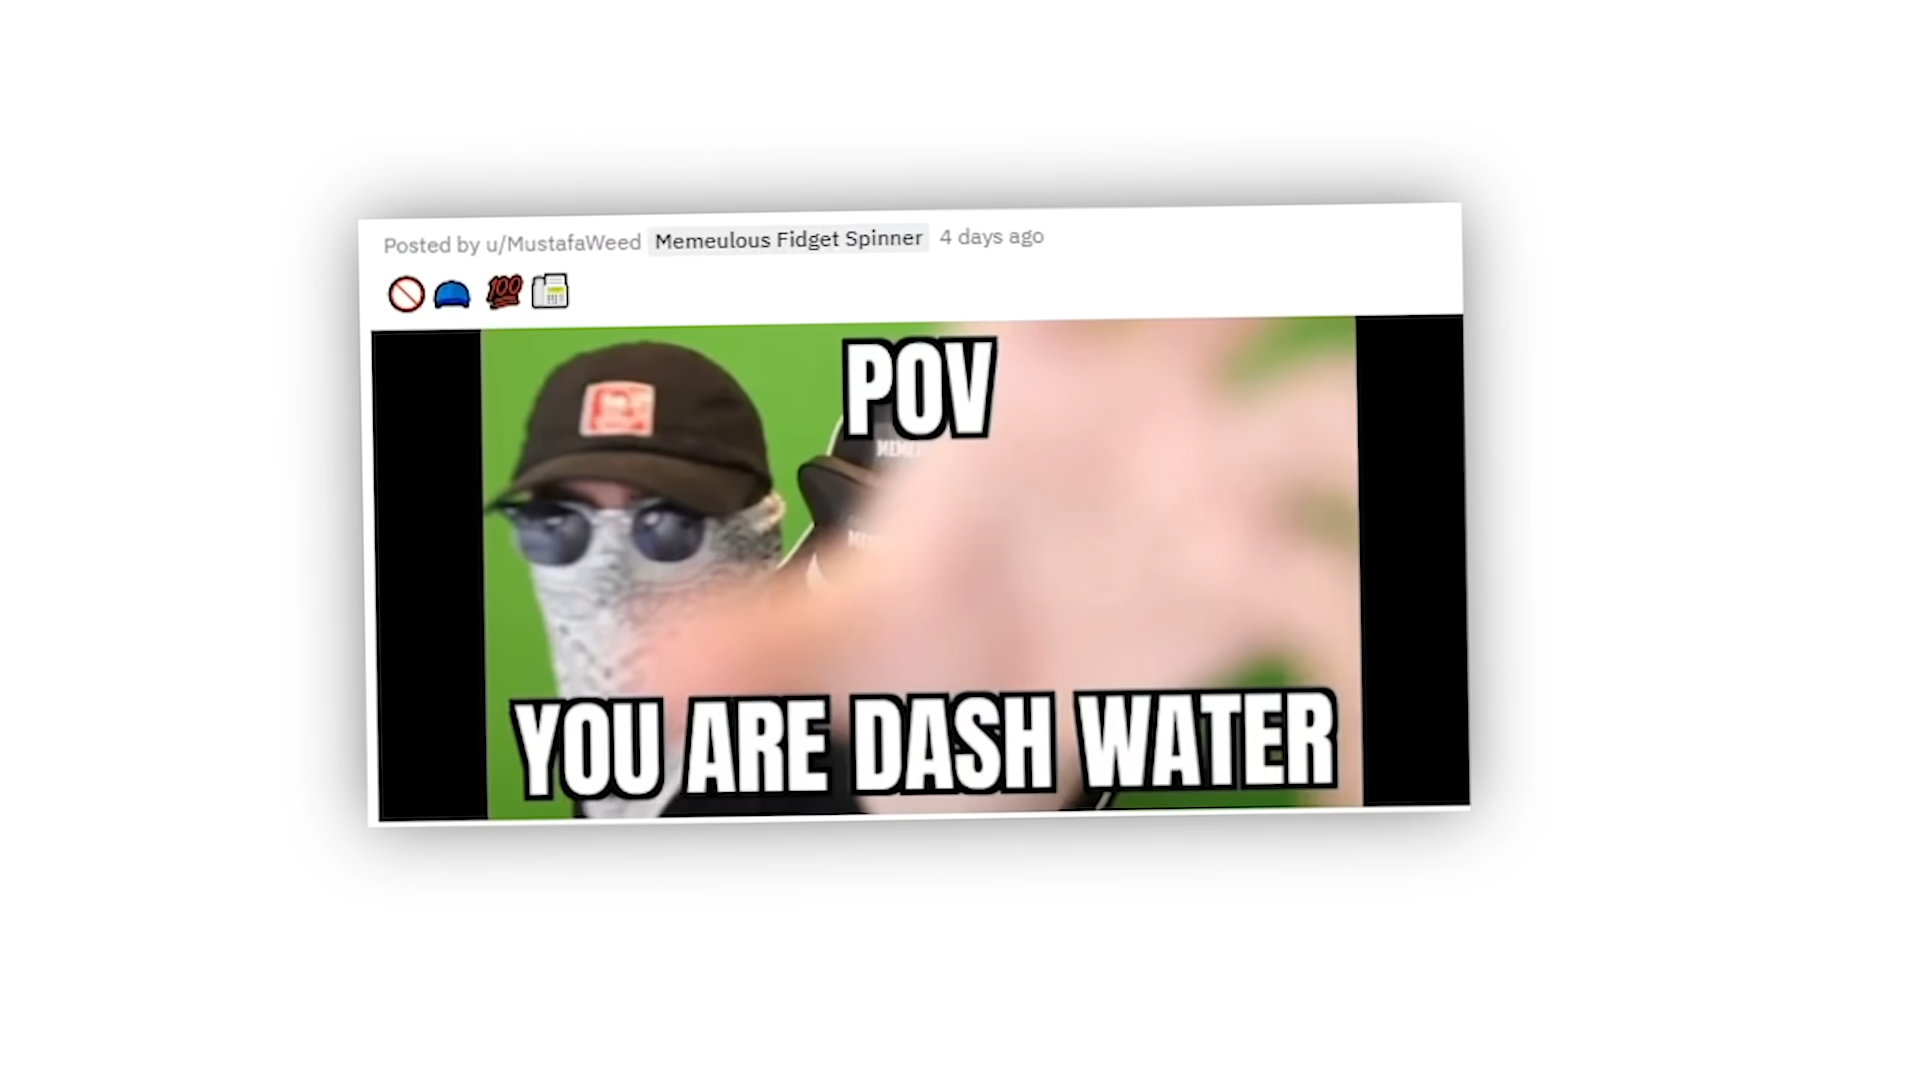 Posted by u/MustafaWeed Memeulous Fidget Spinner 4 days ago
🚫🧢 💯📠
POV
YOU ARE DASH WATER